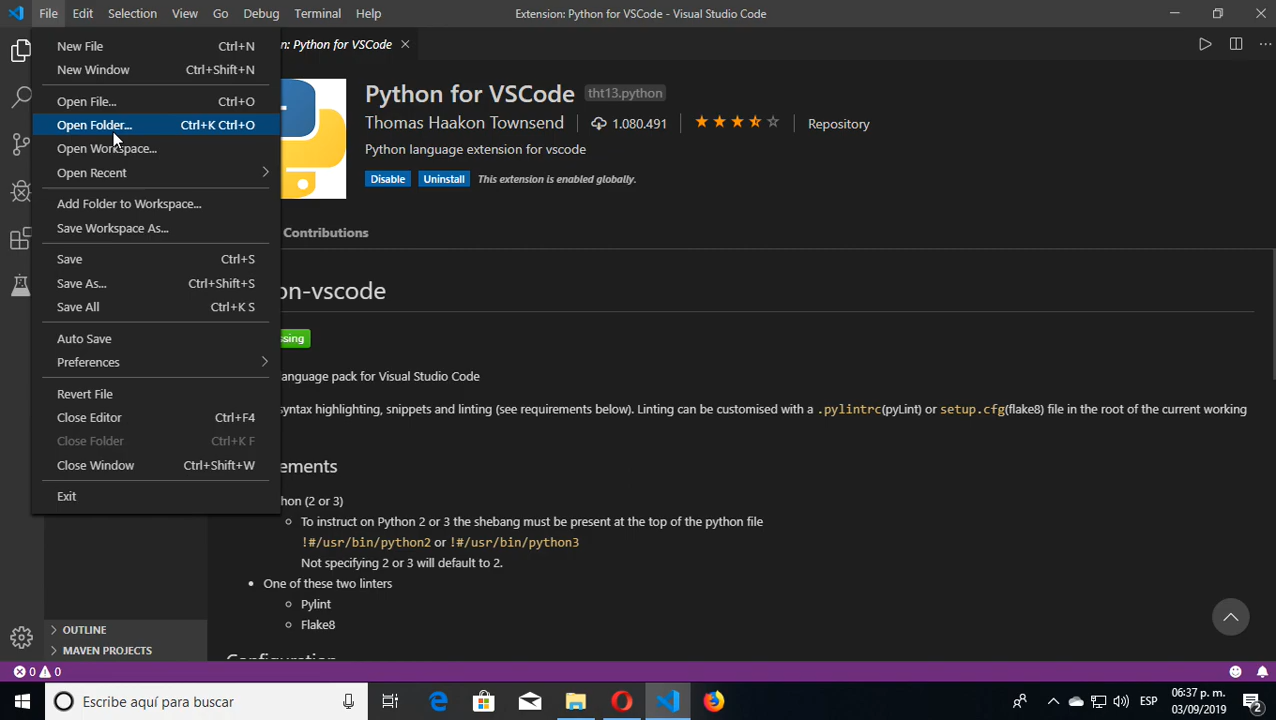 File Edit Selection View Go Debug Terminal Help Extension: Python for VSCode - Visual Studio Code
n: Python for VSCode
New File Ctrl+N
New Window Ctrl+Shift+N
Open File... Ctrl+O
Open Folder... Ctrl+K Ctrl+O
Open Workspace...
Open Recent
Add Folder to Workspace...
Save Workspace As...
Save Ctrl+S
Save As... Ctrl+Shift+S
Save All Ctrl+K S
Auto Save
Preferences
Revert File
Close Editor Ctrl+F4
Close Folder Ctrl+K F
Close Window Ctrl+Shift+W
Exit
Python for VSCode tht13.python
Thomas Haakon Townsend 1.080.491 Repository
Python language extension for vscode
Disable Uninstall This extension is enabled globally.
Contributions
on-vscode
ssing
anguage pack for Visual Studio Code
syntax highlighting, snippets and linting (see requirements below). Linting can be customised with a .pylintrc(pyLint) or setup.cfg(flake8) file in the root of the current working
ements
hon (2 or 3)
To instruct on Python 2 or 3 the shebang must be present at the top of the python file
!#/usr/bin/python2 or !#/usr/bin/python3
Not specifying 2 or 3 will default to 2.
One of these two linters
Pylint
Flake8
OUTLINE
MAVEN PROJECTS
Configuration
0 0
Escribe aquí para buscar
ESP
06:37 p. m.
03/09/2019
2